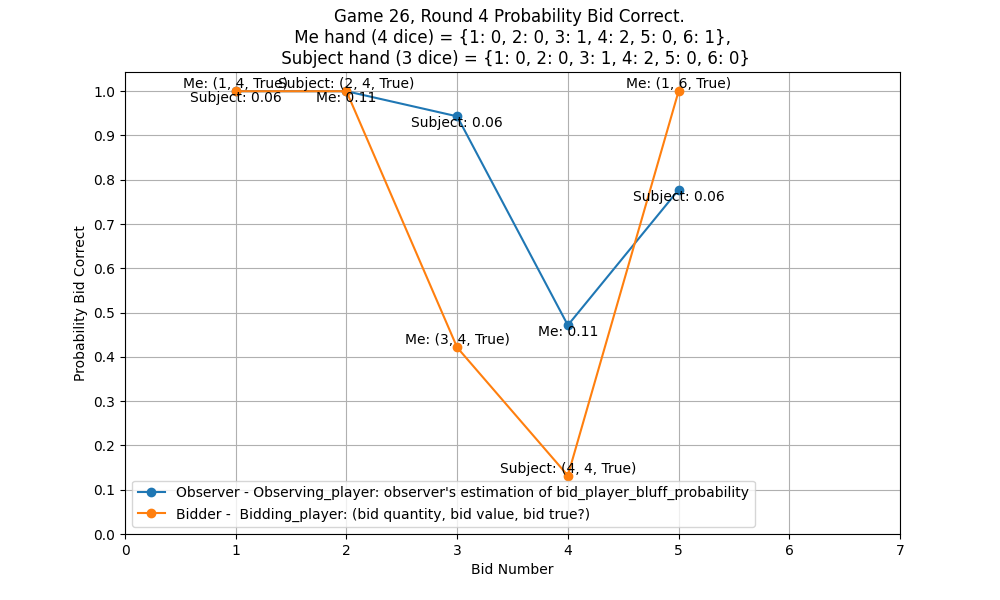 Game 26, Round 4 Probability Bid Correct.
Me hand (4 dice) = {1: 0, 2: 0, 3: 1, 4: 2, 5: 0, 6: 1},
Subject hand (3 dice) = {1: 0, 2: 0, 3: 1, 4: 2, 5: 0, 6: 0}
Me: (1, 4, True)
Subject: (2, 4, True)
Me: (1, 6, True)
Subject: 0.06
Me: 0.11
Subject: 0.06
Subject: 0.06
Me: (3, 4, True)
Me: 0.11
Subject: (4, 4, True)
1.0
0.9
0.8
0.7
0.6
0.5
0.4
0.3
0.2
0.1
0.0
Probability Bid Correct
Observer - Observing_player: observer's estimation of bid_player_bluff_probability
Bidder -  Bidding_player: (bid quantity, bid value, bid true?)
0 1 2 3 4 5 6 7
Bid Number